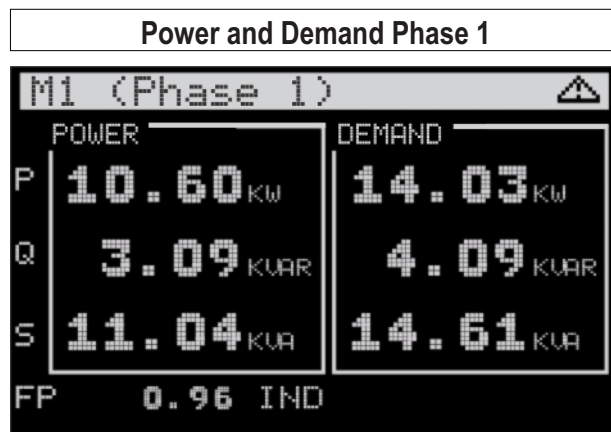 Power and Demand Phase 1
M1 (Phase 1)
POWER DEMAND
P 10.60 KW 14.03 KW
Q 3.09 KVAR 4.09 KVAR
S 11.04 KVA 14.61 KVA
FP 0.96 IND